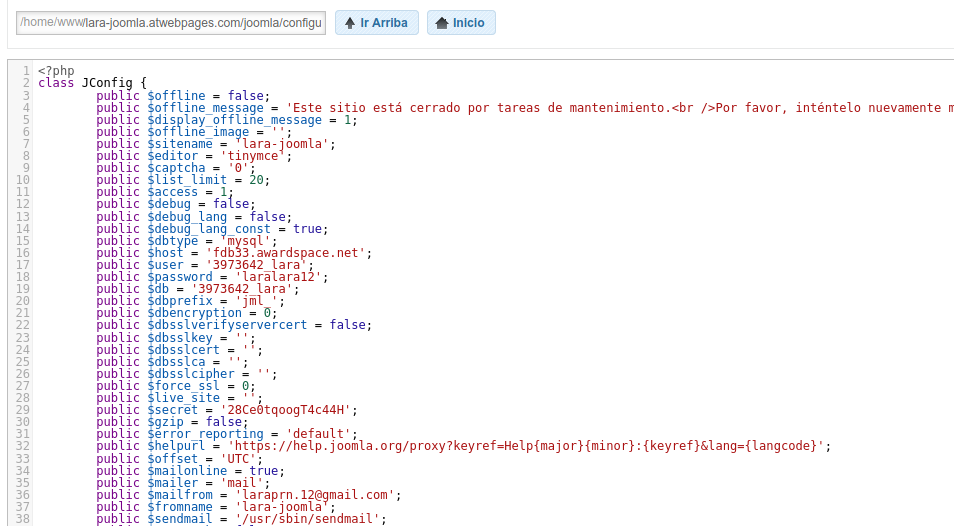 /home/www/lara-joomla.atwebpages.com/joomla/configu Ir Arriba Inicio
1 <?php
2 class JConfig {
3 public $offline = false;
4 public $offline_message = 'Este sitio está cerrado por tareas de mantenimiento.<br />Por favor, inténtelo nuevamente m
5 public $display_offline_message = 1;
6 public $offline_image = '';
7 public $sitename = 'lara-joomla';
8 public $editor = 'tinymce';
9 public $captcha = '0';
10 public $list_limit = 20;
11 public $access = 1;
12 public $debug = false;
13 public $debug_lang = false;
14 public $debug_lang_const = true;
15 public $dbtype = 'mysql';
16 public $host = 'fdb33.awardspace.net';
17 public $user = '3973642_lara';
18 public $password = 'laralara12';
19 public $db = '3973642_lara';
20 public $dbprefix = 'jml_';
21 public $dbencryption = 0;
22 public $dbsslverifyservercert = false;
23 public $dbsslkey = '';
24 public $dbsslcert = '';
25 public $dbsslca = '';
26 public $dbsslcipher = '';
27 public $force_ssl = 0;
28 public $live_site = '';
29 public $secret = '28Ce0tqoogT4c44H';
30 public $gzip = false;
31 public $error_reporting = 'default';
32 public $helpurl = 'https://help.joomla.org/proxy?keyref=Help{major}{minor}:{keyref}&lang={langcode}';
33 public $offset = 'UTC';
34 public $mailonline = true;
35 public $mailer = 'mail';
36 public $mailfrom = 'laraprn.12@gmail.com';
37 public $fromname = 'lara-joomla';
38 public $sendmail = '/usr/sbin/sendmail';